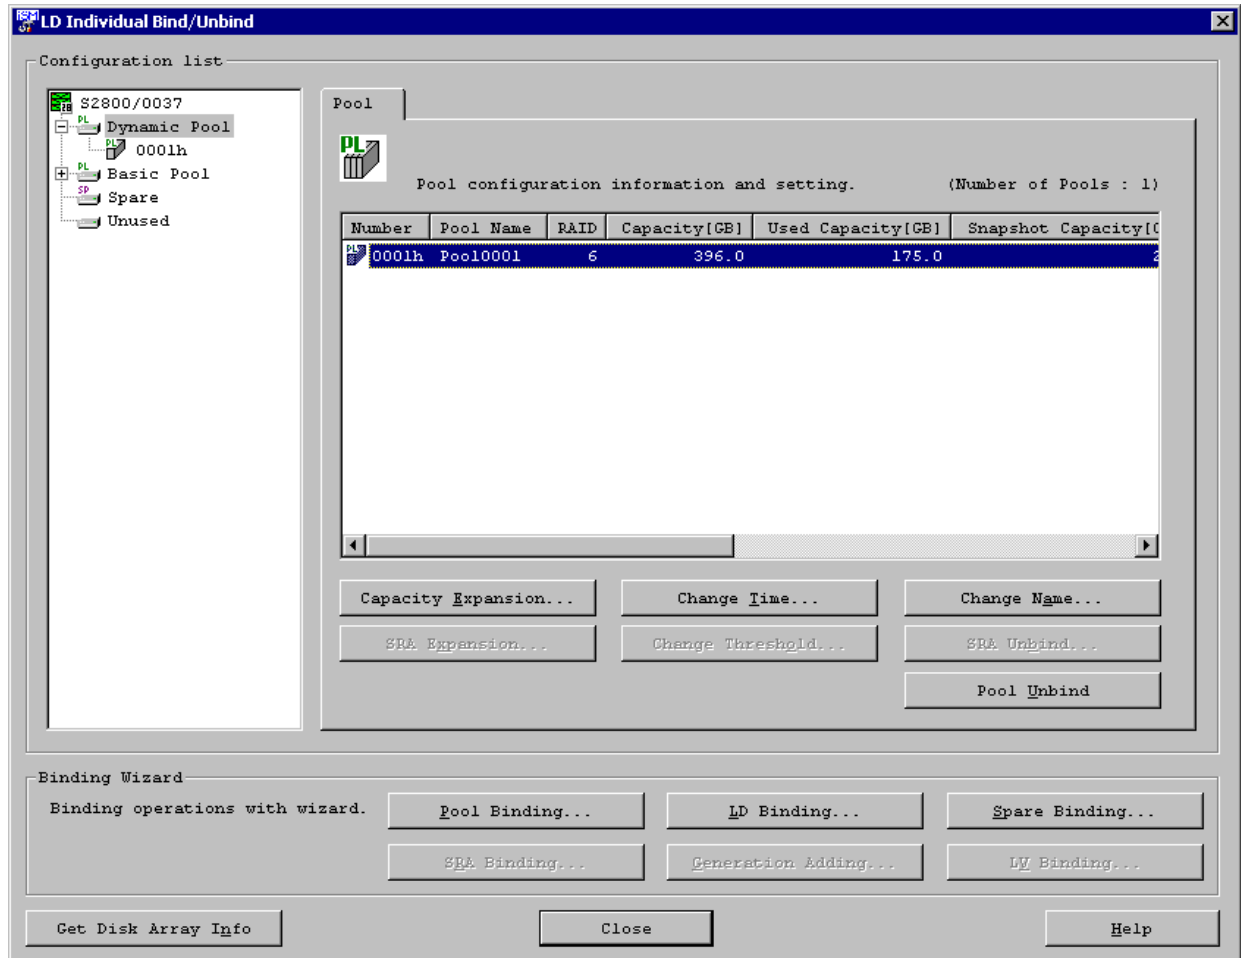 LD Individual Bind/Unbind
Configuration list
S2800/0037
Dynamic Pool
0001h
Basic Pool
Spare
Unused
Pool
PL
Pool configuration information and setting. (Number of Pools : 1)
Number Pool Name RAID Capacity[GB] Used Capacity[GB] Snapshot Capacity[G
0001h Pool0001 6 396.0 175.0 2
Capacity Expansion... Change Time... Change Name...
SRA Expansion... Change Threshold... SRA Unbind...
Pool Unbind
Binding Wizard
Binding operations with wizard. Pool Binding... LD Binding... Spare Binding...
SRA Binding... Generation Adding... LV Binding...
Get Disk Array Info Close Help